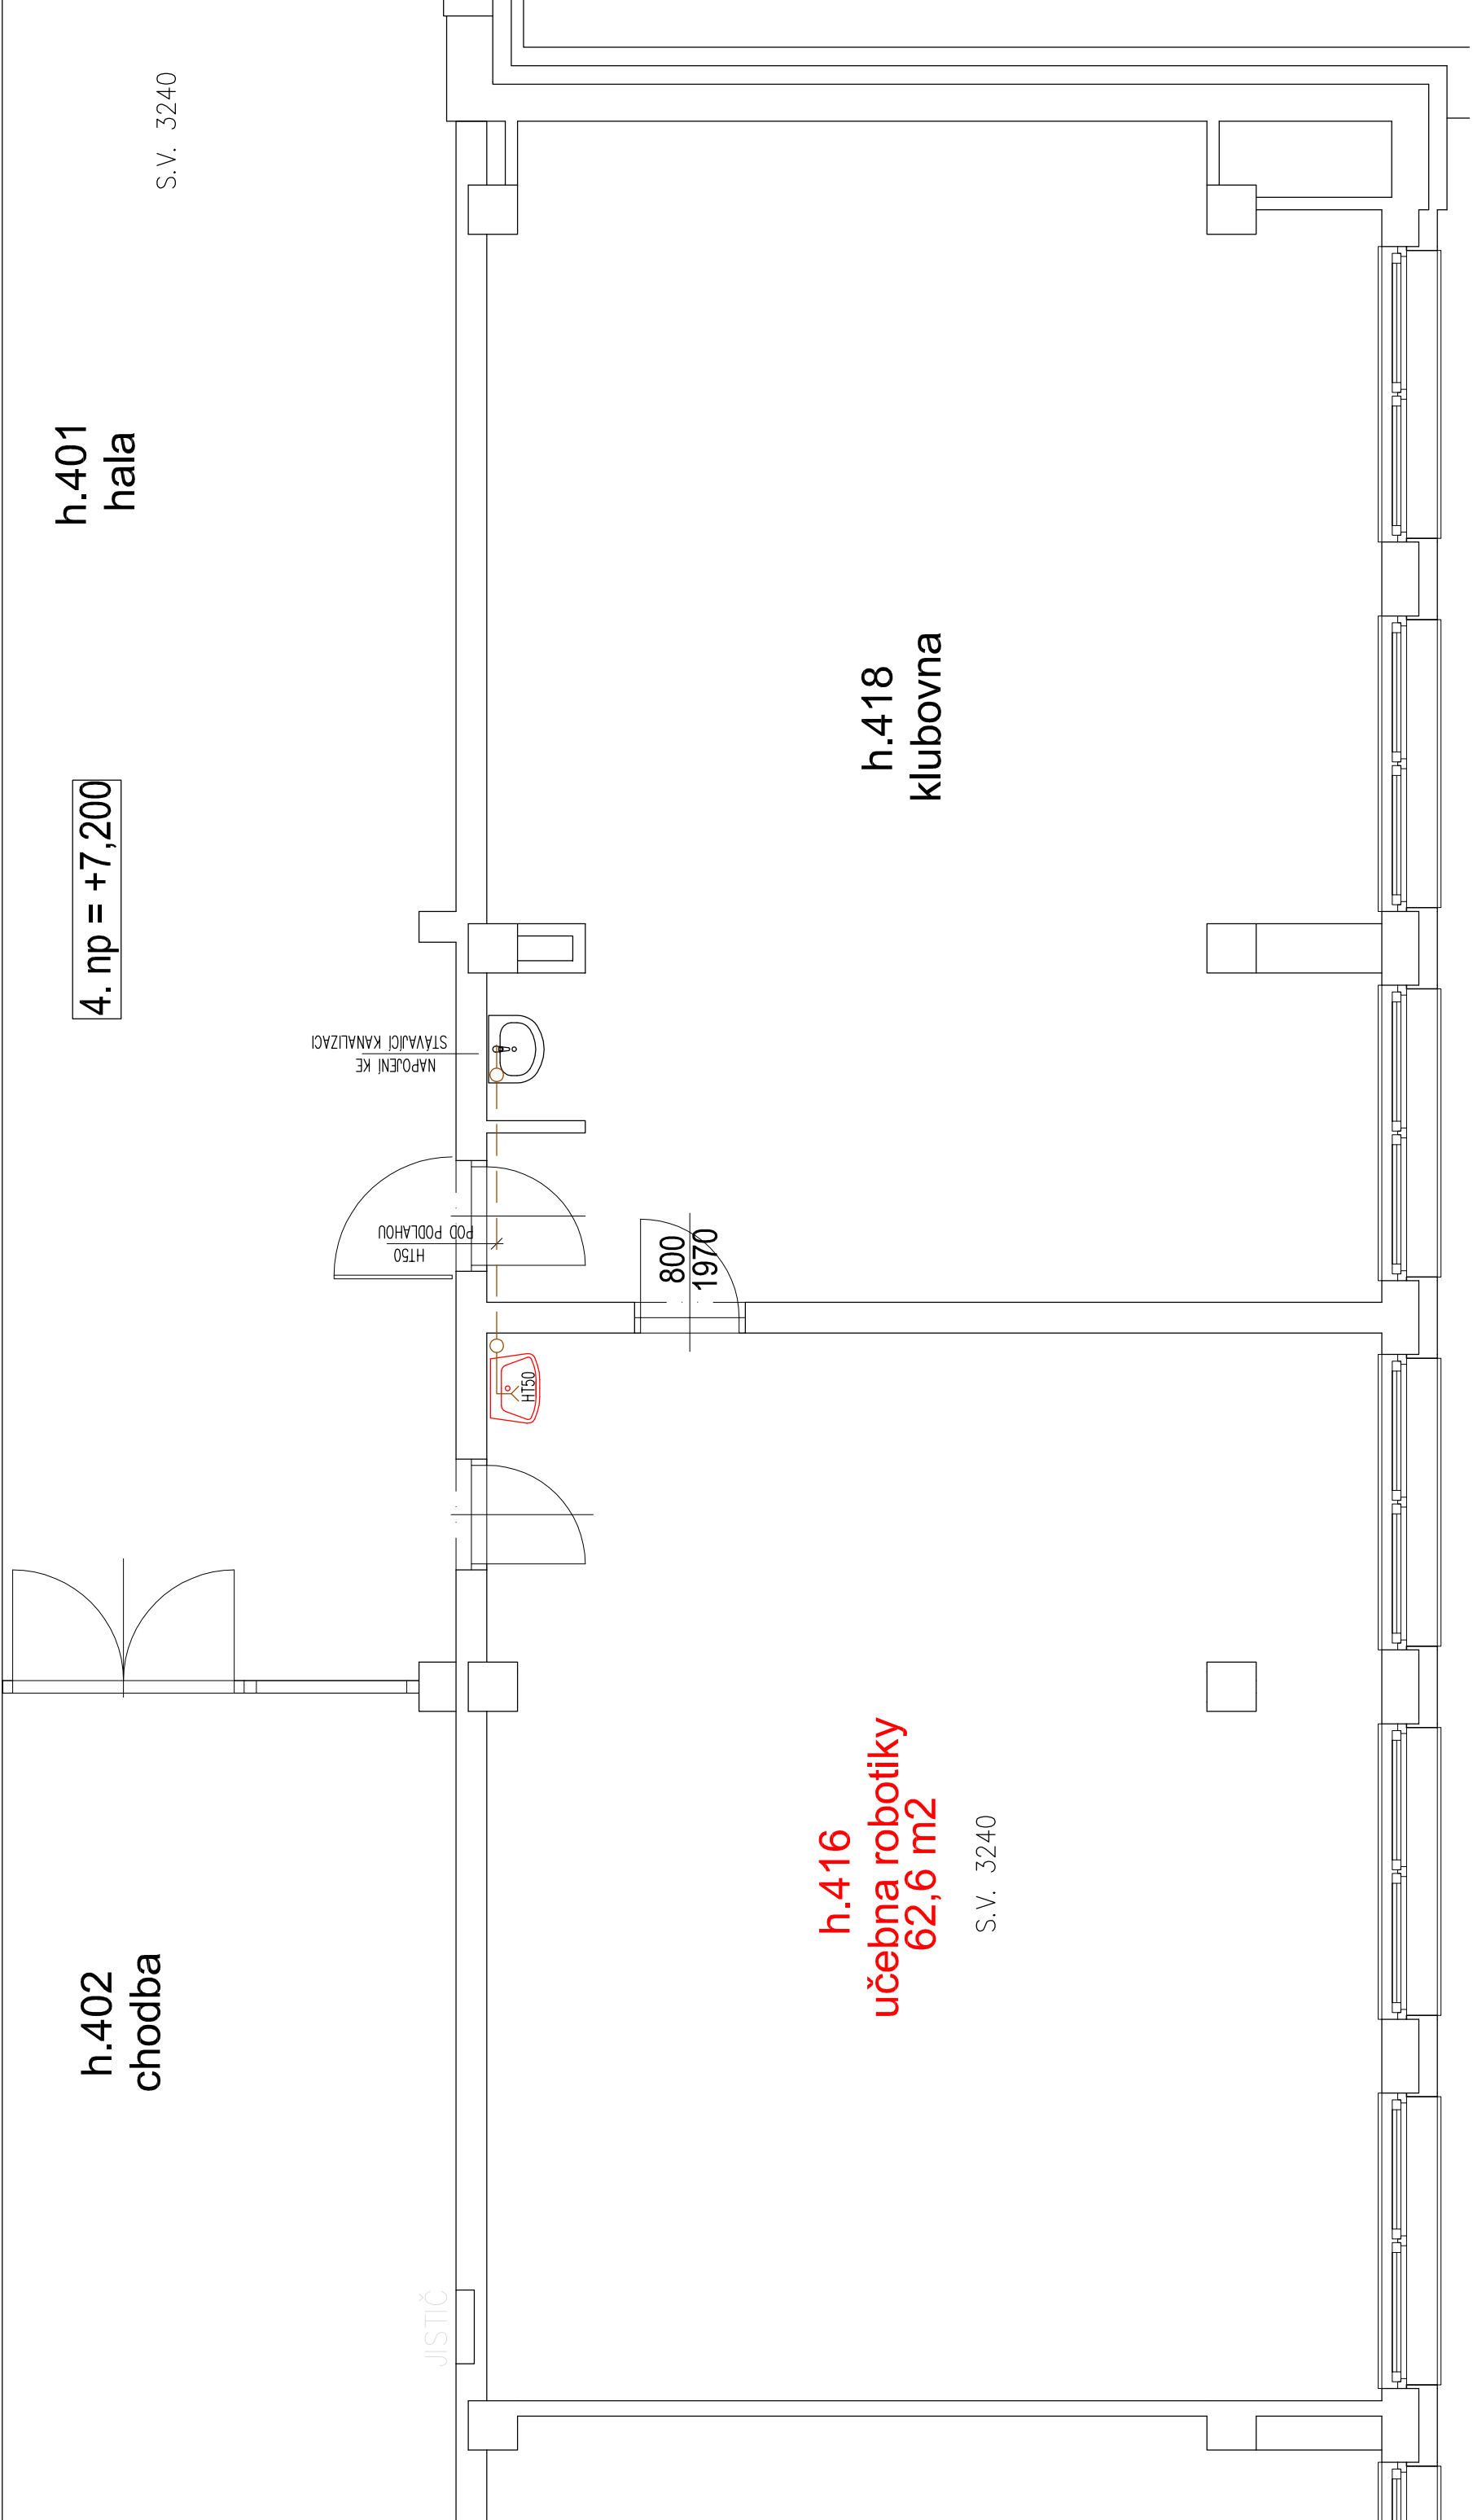 S.V. 3240
h.401
hala
4. np = +7,200
h.418
klubovna
NAPOJENÍ KE
STÁVAJÍCÍ KANALIZACI
HT50
POD PODLAHOU
800
1970
HT50
h.416
učebna robotiky
62,6 m2
S.V. 3240
h.402
chodba
JISTIČ